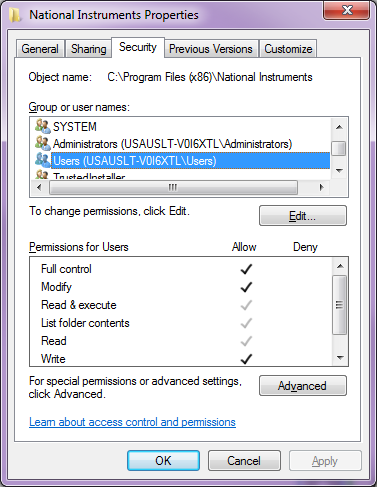 National Instruments Properties
General Sharing Security Previous Versions Customize
Object name: C:\Program Files (x86)\National Instruments
Group or user names:
SYSTEM
Administrators (USAUSLT-V0I6XTL\Administrators)
Users (USAUSLT-V0I6XTL\Users)
TrustedInstaller
To change permissions, click Edit.
Edit...
Permissions for Users Allow Deny
Full control
Modify
Read & execute
List folder contents
Read
Write
For special permissions or advanced settings,
click Advanced.
Advanced
Learn about access control and permissions
OK Cancel Apply